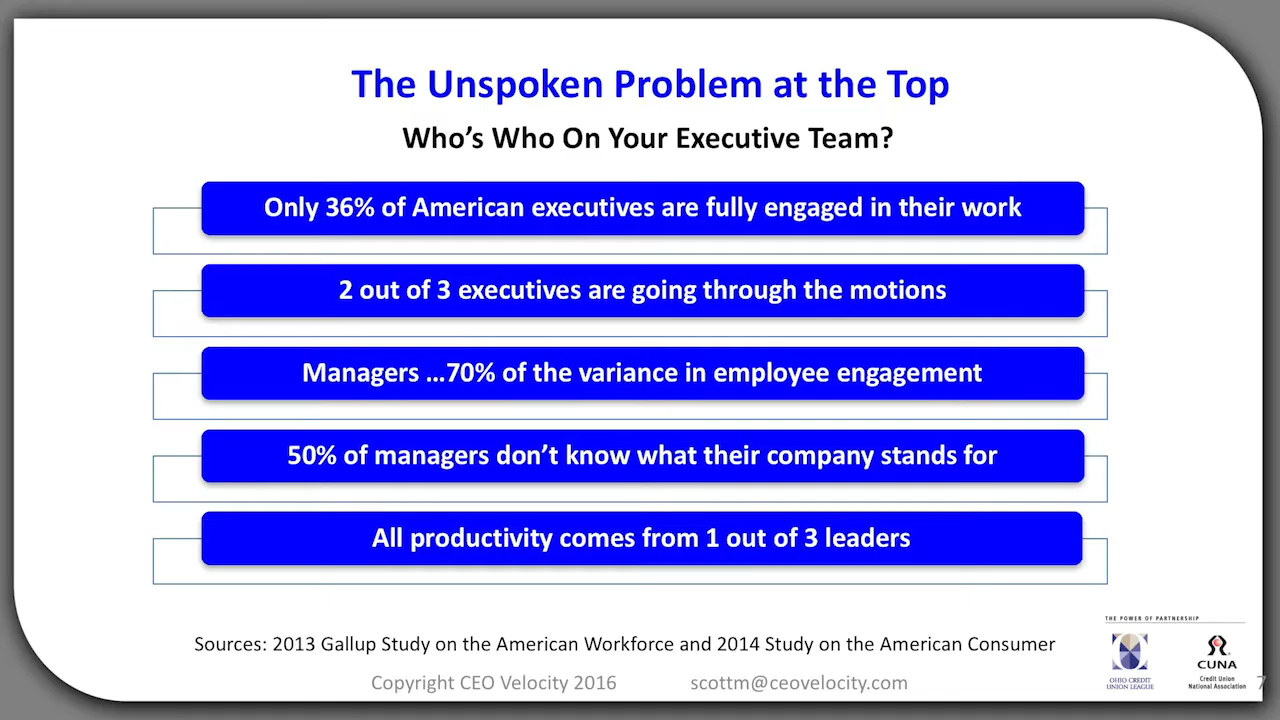 The Unspoken Problem at the Top
Who’s Who On Your Executive Team?
Only 36% of American executives are fully engaged in their work
2 out of 3 executives are going through the motions
Managers …70% of the variance in employee engagement
50% of managers don’t know what their company stands for
All productivity comes from 1 out of 3 leaders
Sources: 2013 Gallup Study on the American Workforce and 2014 Study on the American Consumer
THE POWER OF PARTNERSHIP
OHIO CREDIT
UNION LEAGUE
CUNA
Credit Union
National Association
Copyright CEO Velocity 2016
scottm@ceovelocity.com
7